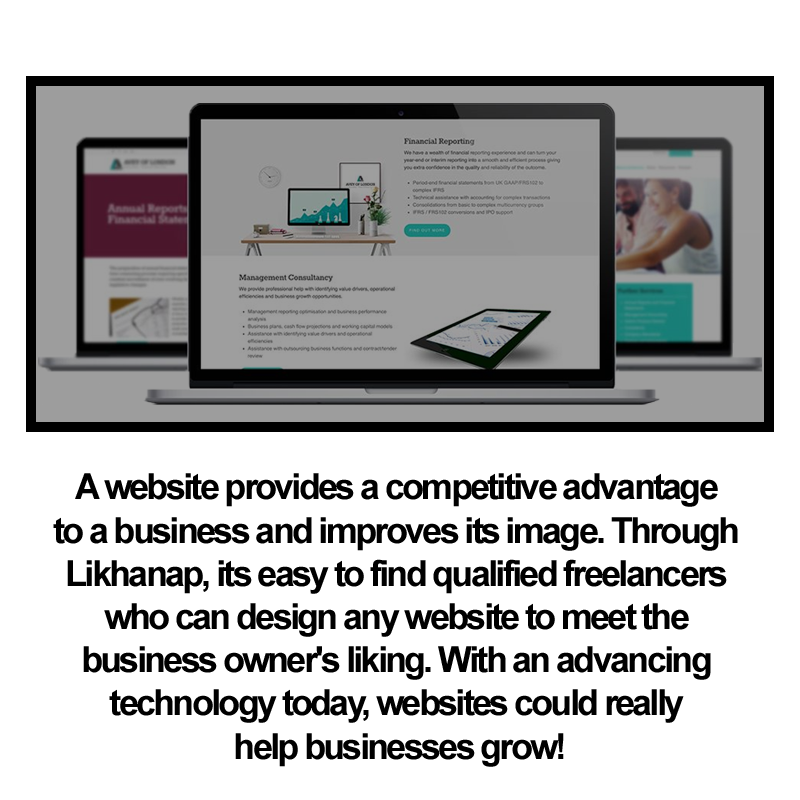 Financial Reporting
We have a wealth of financial reporting experience and can turn your
year-end or interim reporting into a smooth and efficient process giving
you extra confidence in the quality and reliability of the outcome.
Period-end financial statements from UK GAAP/FRS102 to
complex IFRS
Technical assistance with accounting for complex transactions
Consolidations from basic to complex multicurrency groups
IFRS / FRS102 conversions and IPO support
FIND OUT MORE
Management Consultancy
We provide professional help with identifying value drivers, operational
efficiencies and business growth opportunities.
Management reporting optimisation and business performance
analysis
Business plans, cash flow projections and working capital models
Assistance with identifying value drivers and operational
efficiencies
Assistance with outsourcing business functions and contract/tender
review
Annual Reports
Financial State
A website provides a competitive advantage
to a business and improves its image. Through
Likhanap, its easy to find qualified freelancers
who can design any website to meet the
business owner's liking. With an advancing
technology today, websites could really
help businesses grow!